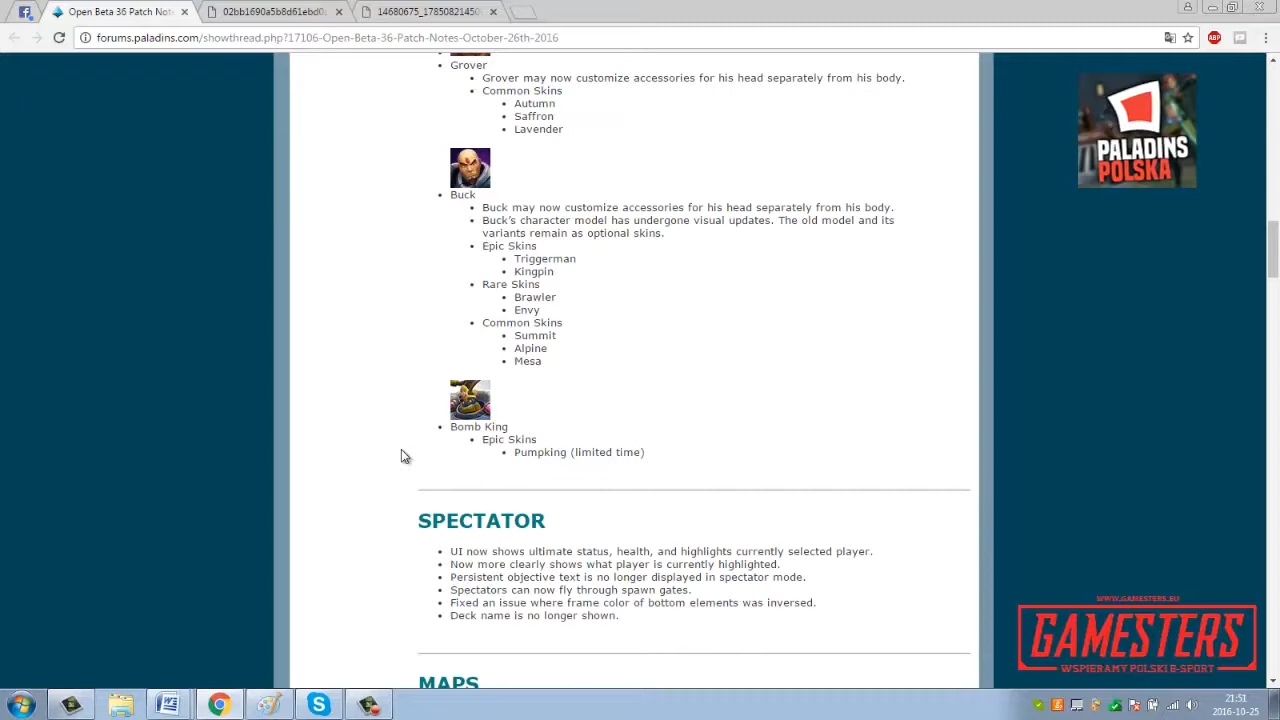 Open Beta 36 Patch Not
02bb1690a5b8d61ebd0
14680675_1785082145
forums.paladins.com/showthread.php?17106-Open-Beta-36-Patch-Notes-October-26th-2016
Grover
Grover may now customize accessories for his head separately from his body.
Common Skins
Autumn
Saffron
Lavender
Buck
Buck may now customize accessories for his head separately from his body.
Buck's character model has undergone visual updates. The old model and its
variants remain as optional skins.
Epic Skins
Triggerman
Kingpin
Rare Skins
Brawler
Envy
Common Skins
Summit
Alpine
Mesa
Bomb King
Epic Skins
Pumpking (limited time)
SPECTATOR
UI now shows ultimate status, health, and highlights currently selected player.
Now more clearly shows what player is currently highlighted.
Persistent objective text is no longer displayed in spectator mode.
Spectators can now fly through spawn gates.
Fixed an issue where frame color of bottom elements was inversed.
Deck name is no longer shown.
MAPS
PALADINS
POLSKA
WWW.GAMESTERS.EU
GAMESTERS
WSPIERAMY POLSKI E-SPORT
ABP
21:51
2016-10-25